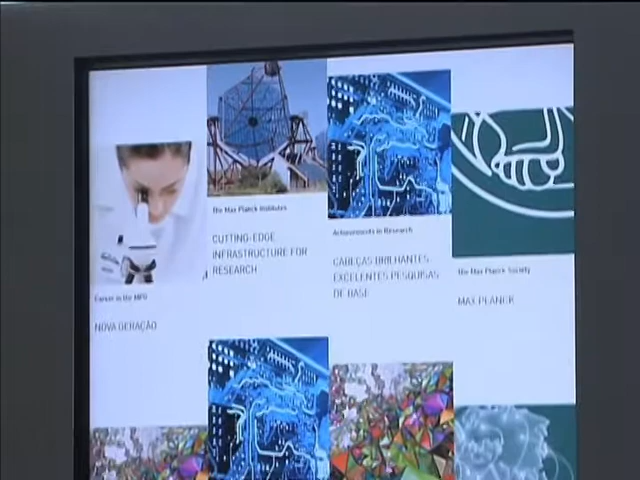 The Max Planck Institutes
CUTTING-EDGE
INFRASTRUCTURE FOR
RESEARCH
Achievements in Research
CABEÇAS BRILHANTES -
EXCELENTES PESQUISAS
DE BASE
The Max Planck Society
MAX PLANCK
Career in the MPG
NOVA GERAÇÃO